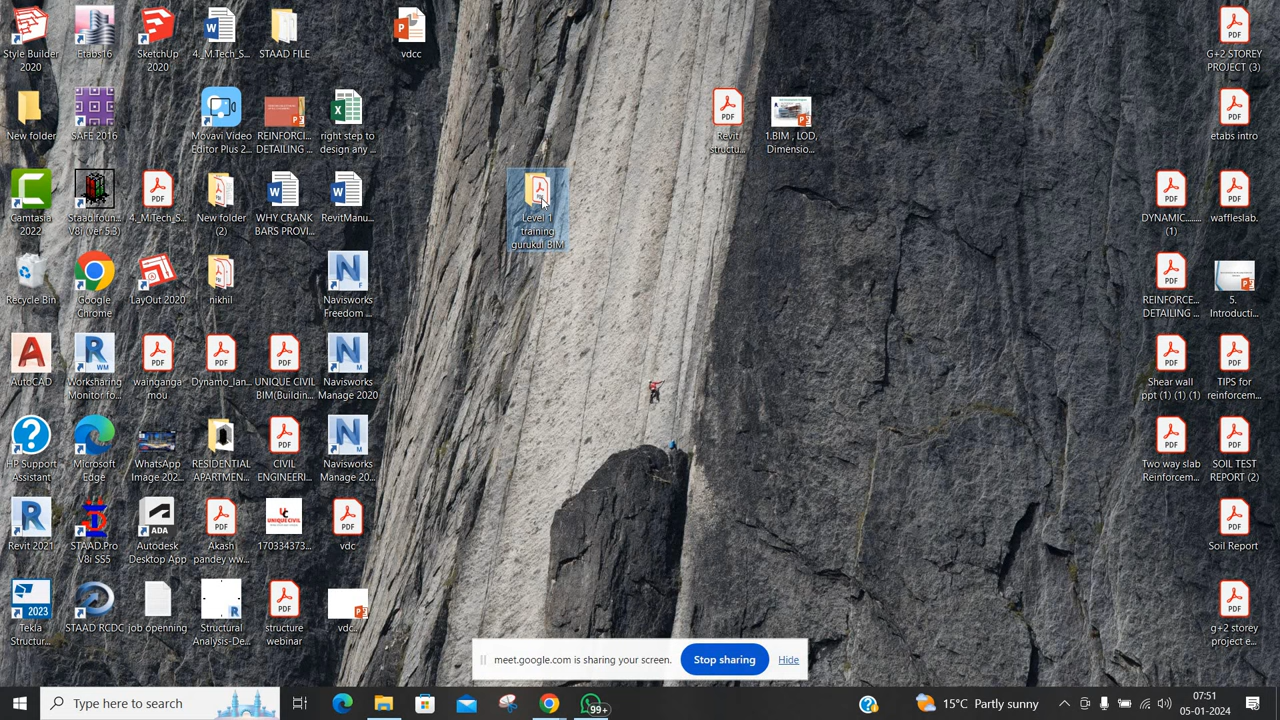 Style Builder
2020
Etabs16
SketchUp
2020
4._M.Tech_S...
STAAD FILE
vdcc
G+2 STOREY
PROJECT (3)
New folder
SAFE 2016
Movavi Video
Editor Plus 2...
REINFORCI...
DETAILING ...
right step to
design any ...
Revit
structu...
1.BIM , LOD,
Dimensio...
etabs intro
Camtasia
2022
Staad.foun...
V8i (ver 5.3)
4._M.Tech_S...
New folder
(2)
WHY CRANK
BARS PROVI...
RevitManu...
Level 1
training
gurukul BIM
DYNAMIC........
(1)
waffleslab.
Recycle Bin
Google
Chrome
LayOut 2020
nikhil
Navisworks
Freedom ...
REINFORCE...
DETAILING ...
5.
Introducti...
AutoCAD
Worksharing
Monitor fo...
wainganga
mou
Dynamo_lan...
UNIQUE CIVIL
BIM(Buildin...
Navisworks
Manage 2020
Shear wall
ppt (1) (1) (1)
TIPS for
reinforcem...
HP Support
Assistant
Microsoft
Edge
WhatsApp
Image 202...
RESIDENTIAL
APARTMEN...
CIVIL
ENGINEERI...
Navisworks
Manage 20...
Two way slab
Reinforcem...
SOIL TEST
REPORT (2)
Revit 2021
STAAD.Pro
V8i SS5
Autodesk
Desktop App
Akash
pandey ww...
170334373...
vdc
Soil Report
Tekla
Structur...
STAAD RCDC
job openning
Structural
Analysis-De...
structure
webinar
vdc..
g+2 storey
project e...
meet.google.com is sharing your screen.
Stop sharing
Hide
Type here to search
99+
15°C Partly sunny
07:51
05-01-2024